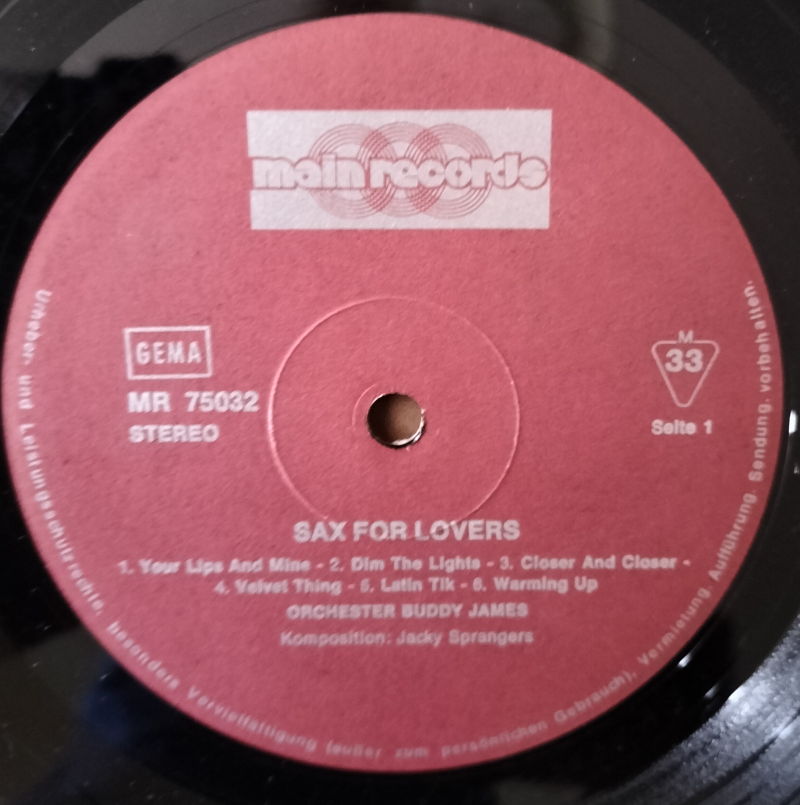 main records
GEMA
MR 75032
STEREO
M
33
Seite 1
SAX FOR LOVERS
1. Your Lips And Mine - 2. Dim The Lights - 3. Closer And Closer -
4. Velvet Thing - 5. Latin Tik - 6. Warming Up
ORCHESTER BUDDY JAMES
Komposition: Jacky Sprangers
Urheber- und Leistungsschutzrechte, besonders Vervielfältigung (außer zum persönlichen Gebrauch), Vermietung, Aufführung, Sendung, vorbehalten.